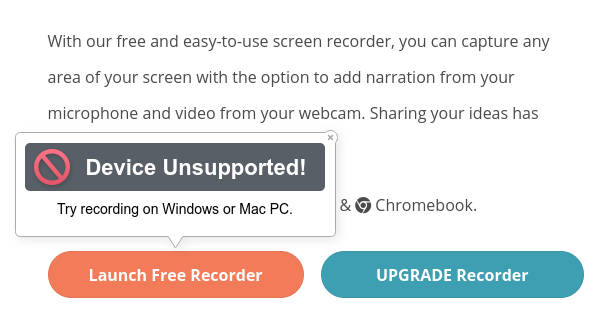 With our free and easy-to-use screen recorder, you can capture any
area of your screen with the option to add narration from your
microphone and video from your webcam. Sharing your ideas has
×
Device Unsupported!
Try recording on Windows or Mac PC.
& Chromebook.
Launch Free Recorder
UPGRADE Recorder